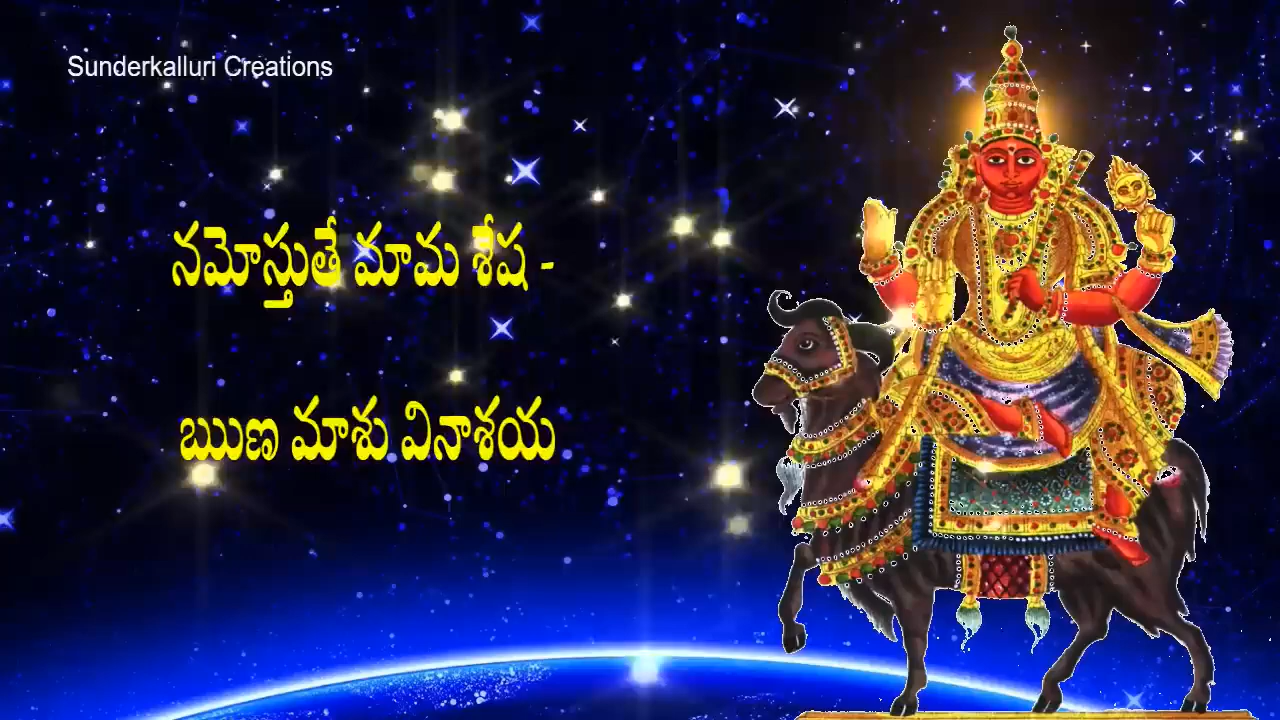 Sunderkalluri Creations
నమోస్తుతే మామ శేష -
ఋణ మాశు వినాశయ